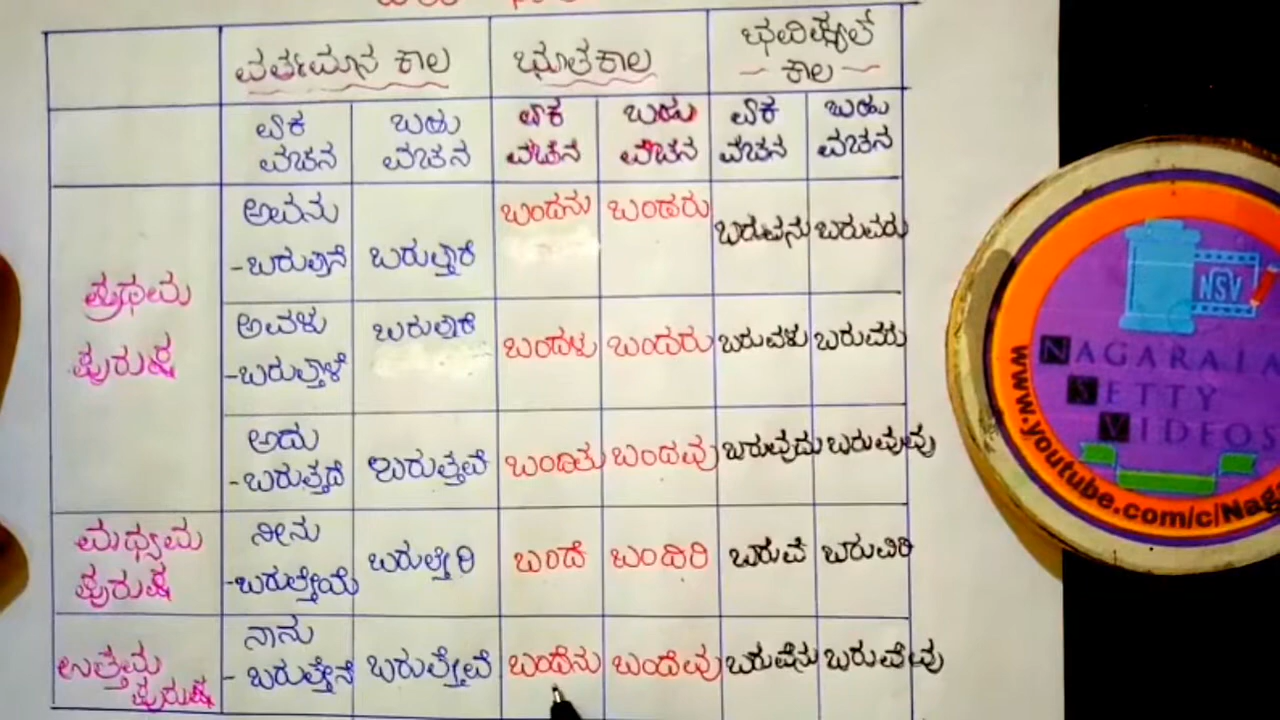 ವರ್ತಮಾನ ಕಾಲ ಭೂತಕಾಲ ಭವಿಷ್ಯತ್
ಕಾಲ
ಏಕ ಬಹು ಏಕ ಬಹು ಏಕ ಬಹು
ವಚನ ವಚನ ವಚನ ವಚನ ವಚನ ವಚನ
ಅವನು ಬಂದನು ಬಂದರು ಬರುವನು ಬರುವರು
-ಬರುತ್ತಾನೆ ಬರುತ್ತಾರೆ
ಪ್ರಥಮ
ಪುರುಷ
ಅವಳು ಬರುತ್ತಾರೆ ಬಂದಳು ಬಂದರು ಬರುವಳು ಬರುವರು
-ಬರುತ್ತಾಳೆ
ಅದು ಬರುತ್ತವೆ ಬಂದಿತು ಬಂದವು ಬರುವುದು ಬರುವುವು
-ಬರುತ್ತದೆ
ಮಧ್ಯಮ ನೀನು ಬರುತ್ತೀರಿ ಬಂದೆ ಬಂದಿರಿ ಬರುವೆ ಬರುವಿರಿ
ಪುರುಷ -ಬರುತ್ತೀಯೆ
ಉತ್ತಮ ನಾನು ಬರುತ್ತೇವೆ ಬಂದೆನು ಬಂದೆವು ಬರುವೆನು ಬರುವೆವು
ಪುರುಷ - ಬರುತ್ತೇನೆ
NSV
NAGARAJA
SETTY
VIDEOS
www.youtube.com/c/Nag